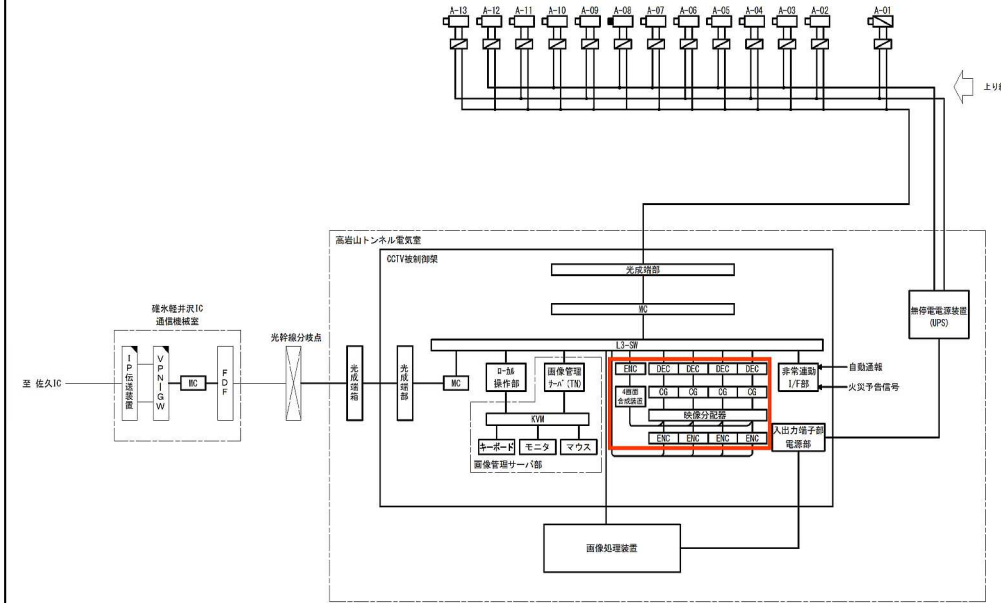 A-13 A-12 A-11 A-10 A-09 A-08 A-07 A-06 A-05 A-04 A-03 A-02 A-01
上り線
高岩山トンネル電気室
CCTV被制御架
光成端部
MC
L3-SW
無停電電源装置
(UPS)
碓氷軽井沢IC
通信機械室
光幹線分岐点
至 佐久IC
IP伝送装置
VPNIGW
MC
FDF
光成端箱
光成端部
MC
ローカル
操作部
画像管理
サーバ(TN)
KVM
キーボード
モニタ
マウス
画像管理サーバ部
ENC DEC DEC DEC DEC
4画面
合成装置
CG CG CG CG
映像分配器
ENC ENC ENC ENC
非常連動
I/F部
自動通報
火災予告信号
入出力端子部
電源部
画像処理装置